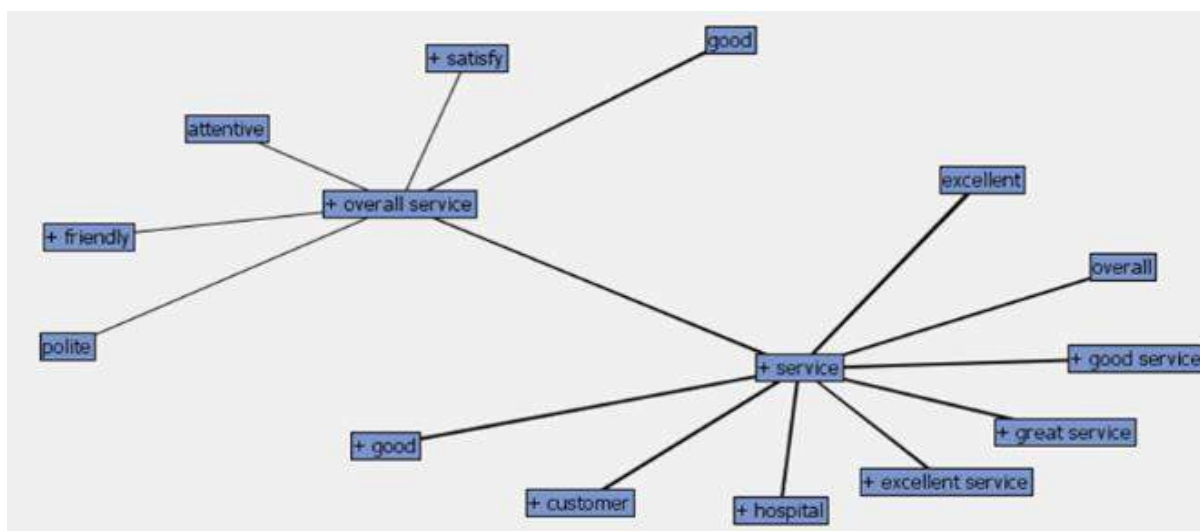 good
+ satisfy
attentive
excellent
+ overall service
+ friendly
overall
polite
+ service
+ good service
+ great service
+ good
+ excellent service
+ customer
+ hospital